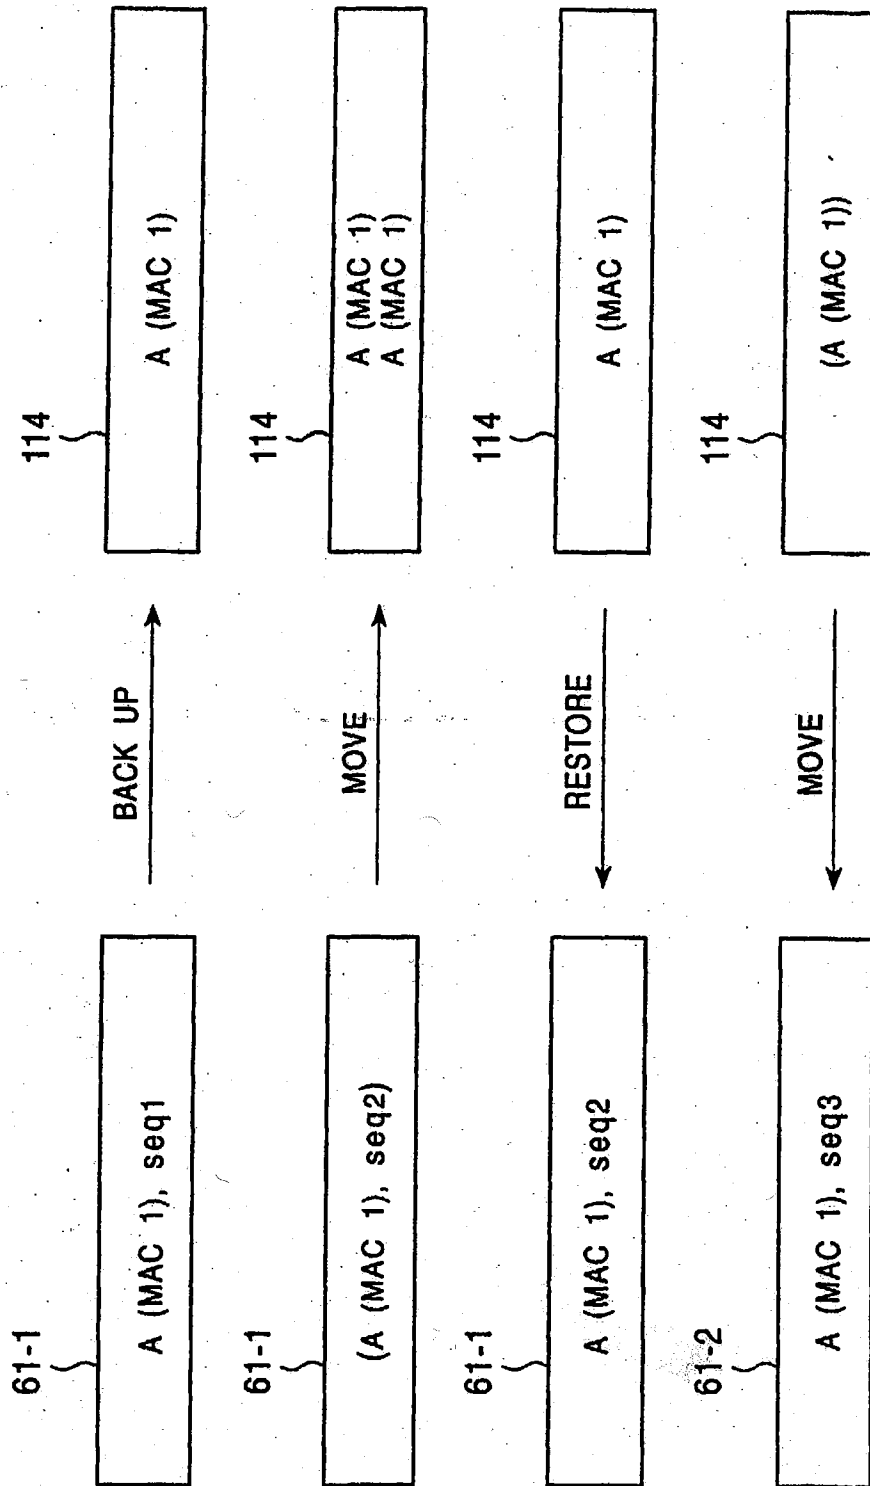 61-1
A (MAC 1), seq1
BACK UP
114
A (MAC 1)
61-1
(A (MAC 1), seq2)
MOVE
114
A (MAC 1)
A (MAC 1)
61-1
A (MAC 1), seq2
RESTORE
114
A (MAC 1)
61-2
A (MAC 1), seq3
MOVE
114
(A (MAC 1))